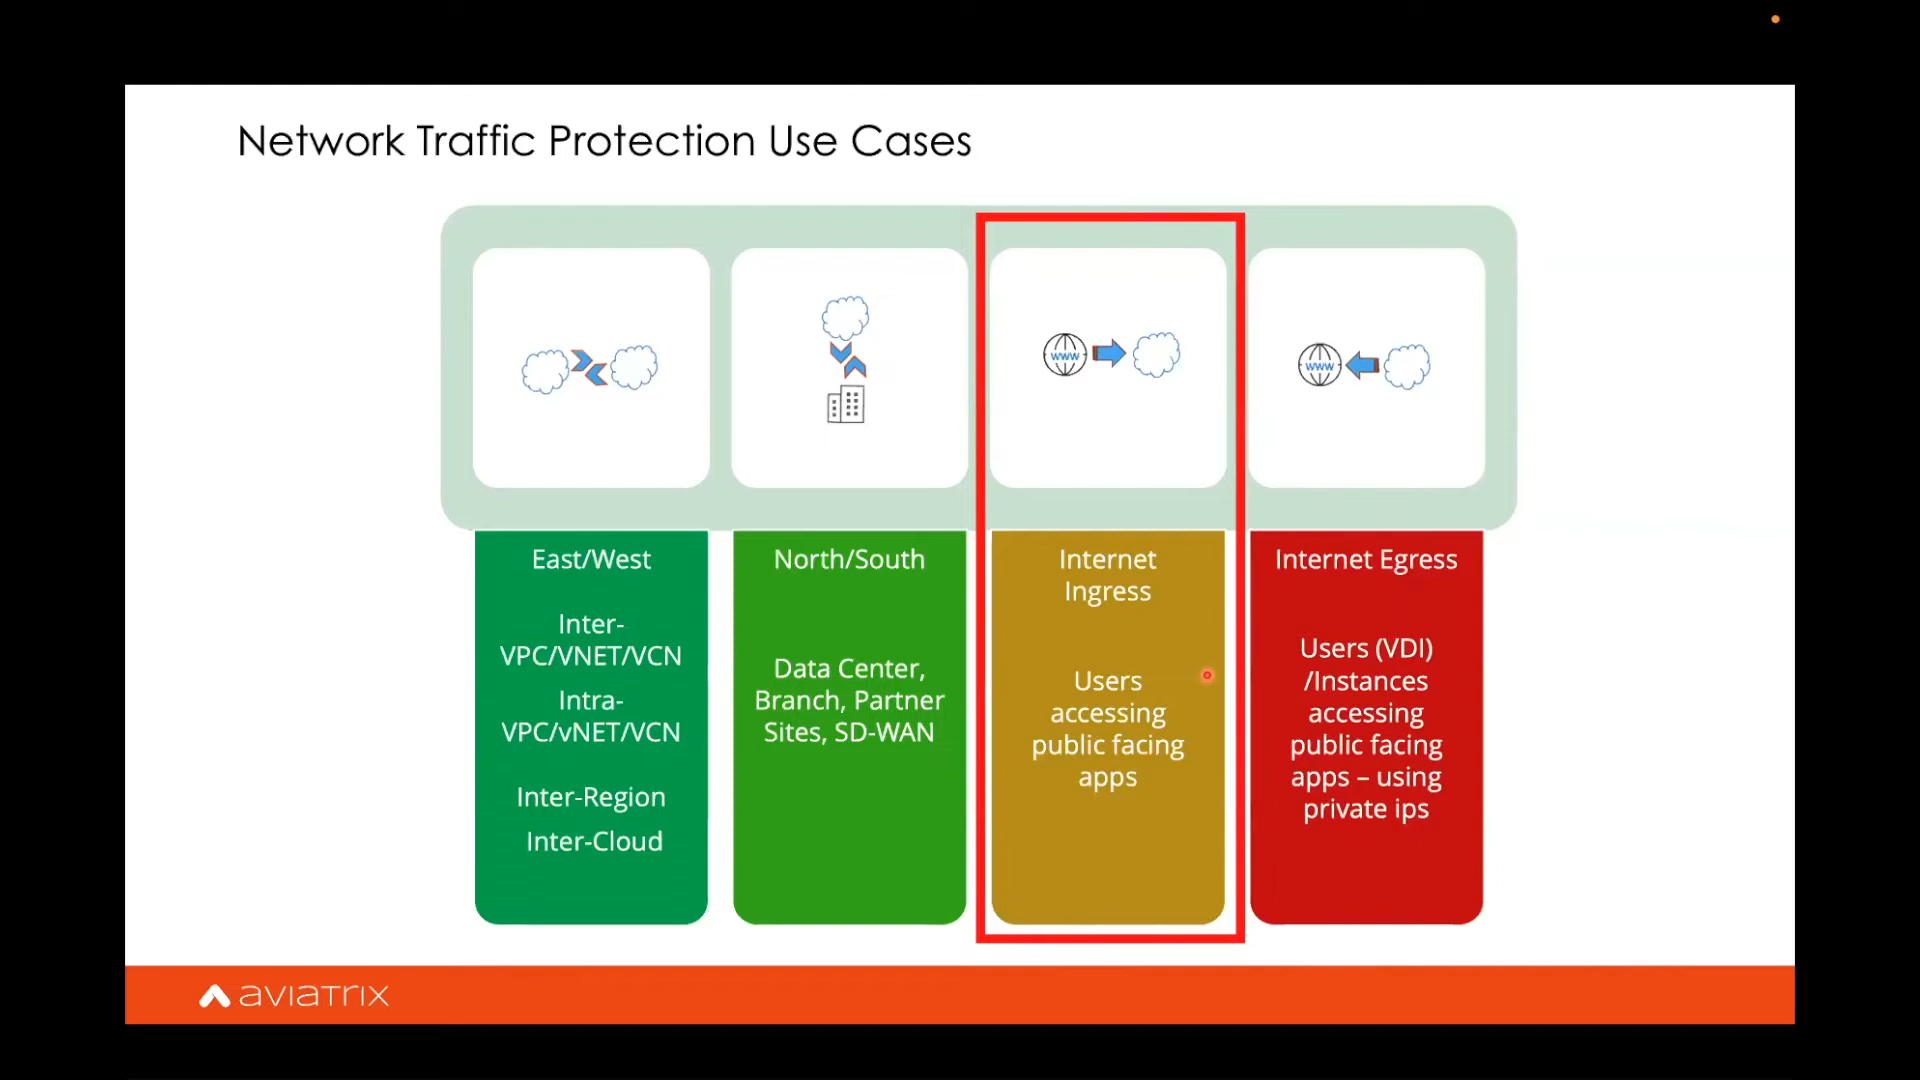 Network Traffic Protection Use Cases
www
www
East/West
Inter-
VPC/VNET/VCN
Intra-
VPC/vNET/VCN
Inter-Region
Inter-Cloud
North/South
Data Center,
Branch, Partner
Sites, SD-WAN
Internet
Ingress
Users
accessing
public facing
apps
Internet Egress
Users (VDI)
/Instances
accessing
public facing
apps – using
private ips
aviatrix